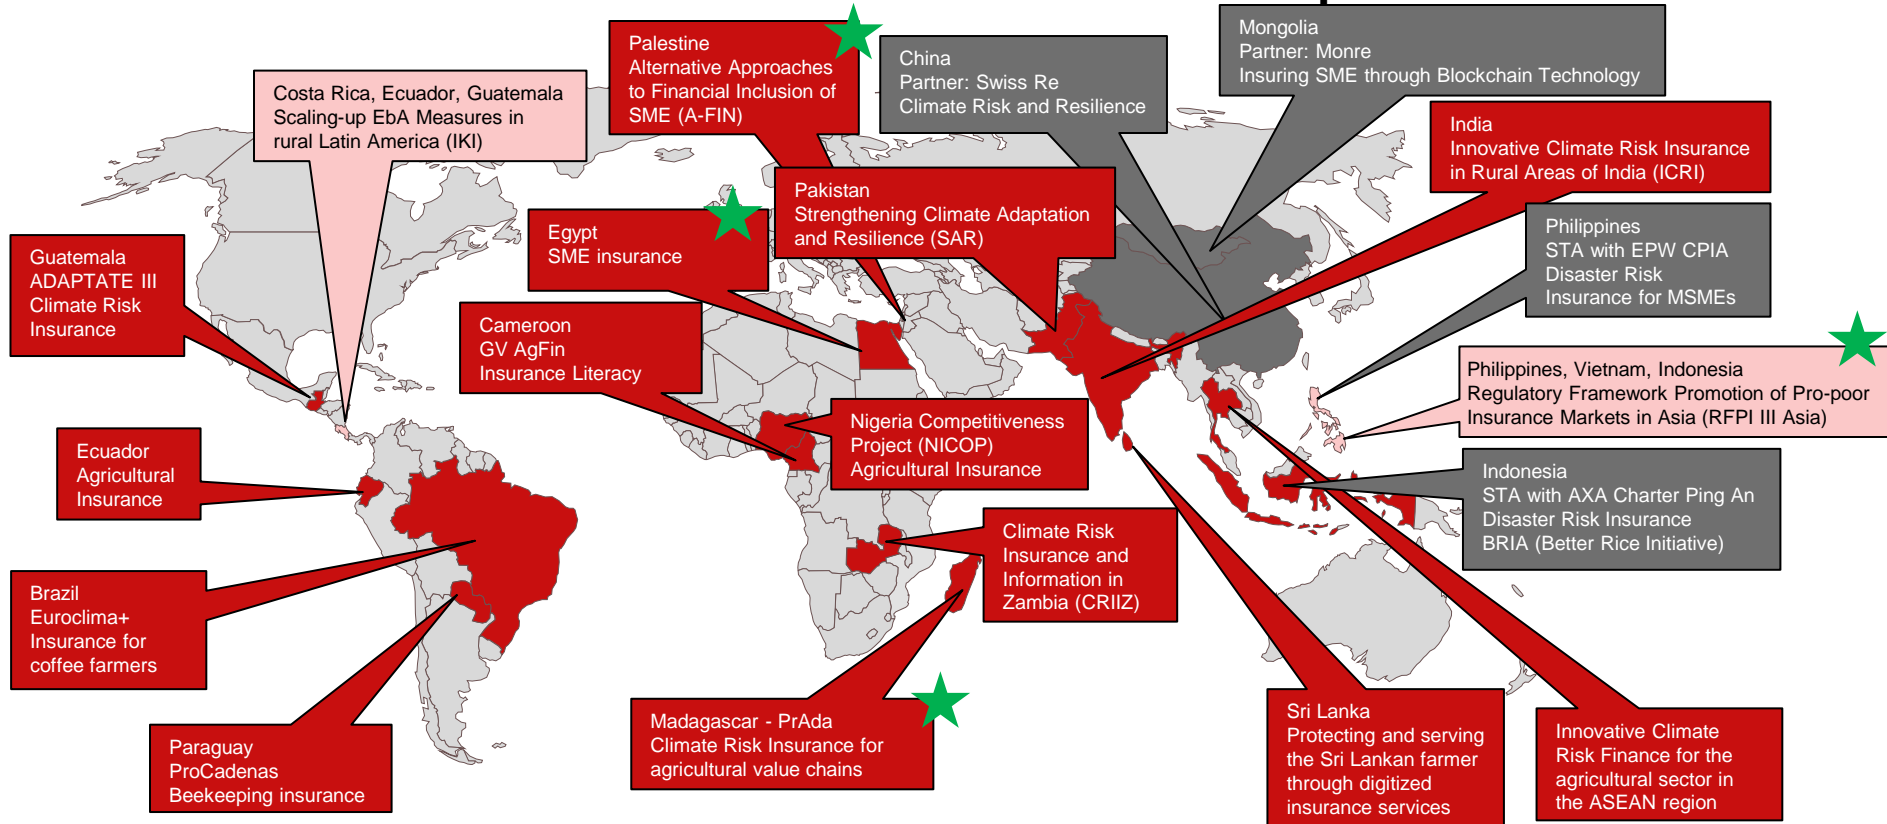 Palestine
Alternative Approaches
to Financial Inclusion of
SME (A-FIN)
China
Partner: Swiss Re
Climate Risk and Resilience
Mongolia
Partner: Monre
Insuring SME through Blockchain Technology
Costa Rica, Ecuador, Guatemala
Scaling-up EbA Measures in
rural Latin America (IKI)
India
Innovative Climate Risk Insurance
in Rural Areas of India (ICRI)
Pakistan
Strengthening Climate Adaptation
and Resilience (SAR)
Egypt
SME insurance
Philippines
STA with EPW CPIA
Disaster Risk
Insurance for MSMEs
Guatemala
ADAPTATE III
Climate Risk
Insurance
Cameroon
GV AgFin
Insurance Literacy
Philippines, Vietnam, Indonesia
Regulatory Framework Promotion of Pro-poor
Insurance Markets in Asia (RFPI III Asia)
Nigeria Competitiveness
Project (NICOP)
Agricultural Insurance
Ecuador
Agricultural
Insurance
Indonesia
STA with AXA Charter Ping An
Disaster Risk Insurance
BRIA (Better Rice Initiative)
Climate Risk
Insurance and
Information in
Zambia (CRIIZ)
Brazil
Euroclima+
Insurance for
coffee farmers
Madagascar - PrAda
Climate Risk Insurance for
agricultural value chains
Sri Lanka
Protecting and serving
the Sri Lankan farmer
through digitized
insurance services
Innovative Climate
Risk Finance for the
agricultural sector in
the ASEAN region
Paraguay
ProCadenas
Beekeeping insurance